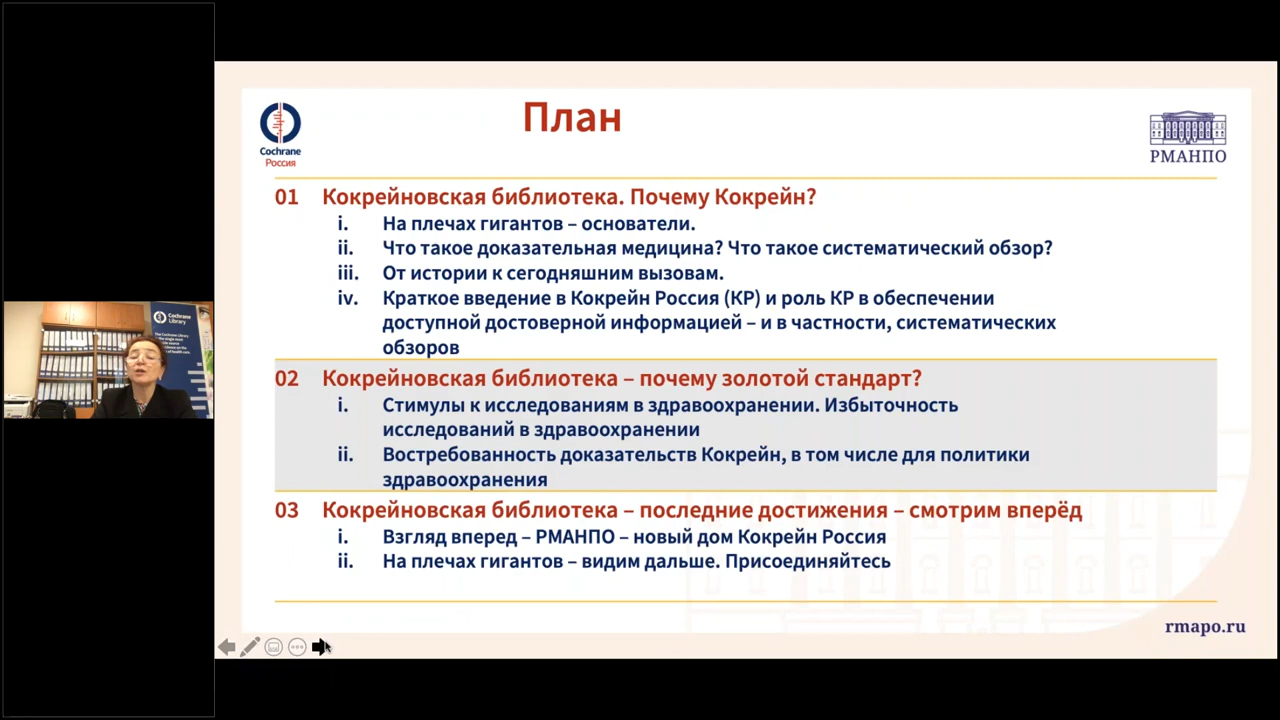 План
Cochrane
Россия
РМАНПО
01 Кокрейновская библиотека. Почему Кокрейн?
i. На плечах гигантов – основатели.
ii. Что такое доказательная медицина? Что такое систематический обзор?
iii. От истории к сегодняшним вызовам.
iv. Краткое введение в Кокрейн Россия (КР) и роль КР в обеспечении
доступной достоверной информацией – и в частности, систематических
обзоров
02 Кокрейновская библиотека – почему золотой стандарт?
i. Стимулы к исследованиям в здравоохранении. Избыточность
исследований в здравоохранении
ii. Востребованность доказательств Кокрейн, в том числе для политики
здравоохранения
03 Кокрейновская библиотека – последние достижения – смотрим вперёд
i. Взгляд вперед – РМАНПО – новый дом Кокрейн Россия
ii. На плечах гигантов – видим дальше. Присоединяйтесь
rmapo.ru
Cochrane
Library